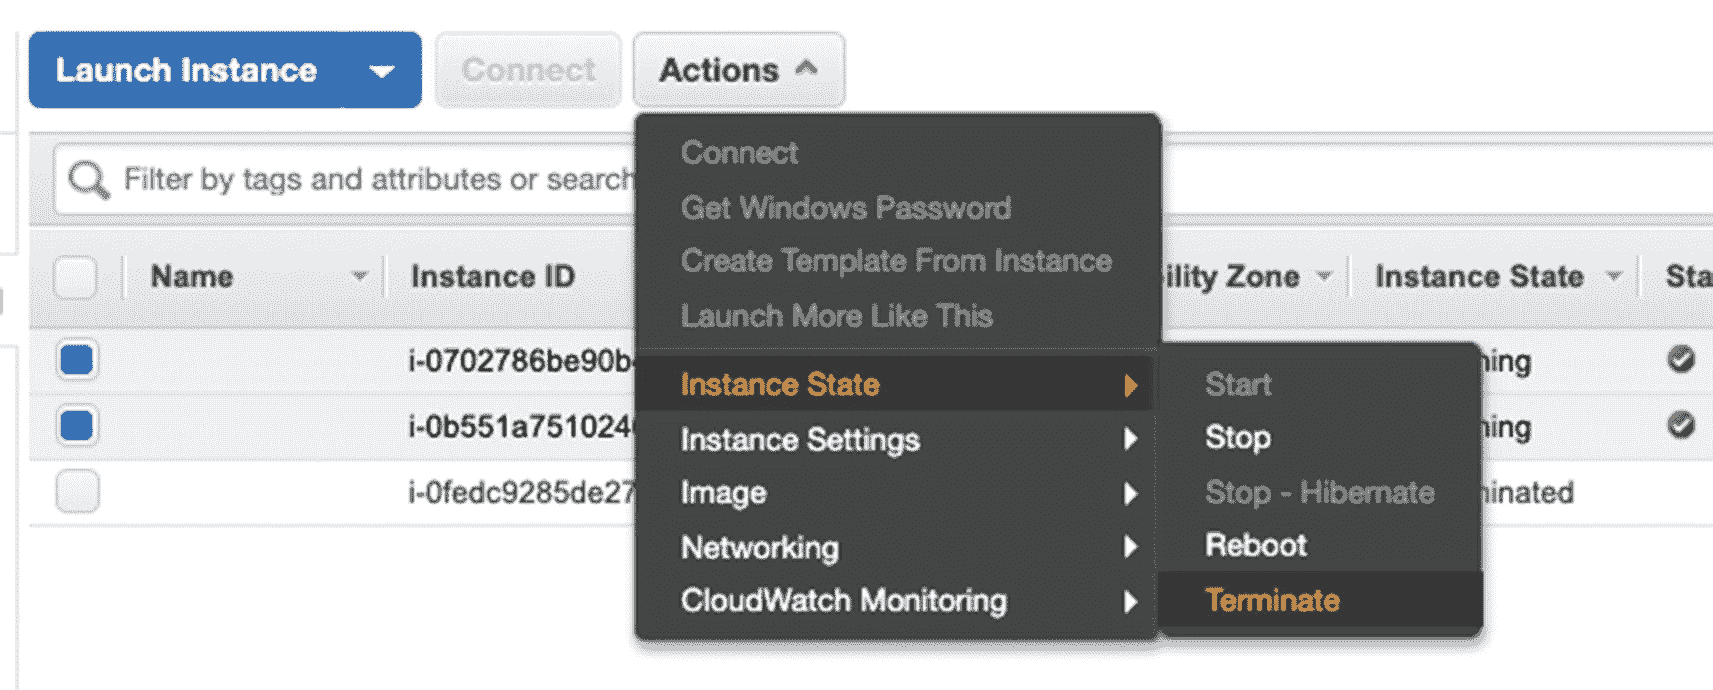 Launch Instance Connect Actions
Connect
Filter by tags and attributes or search
Get Windows Password
Create Template From Instance
Name Instance ID ility Zone Instance State Sta
Launch More Like This
i-0702786be90b ning
Instance State Start
i-0b551a751024 ning
Instance Settings Stop
i-0fedc9285de27 inated
Image Stop - Hibernate
Networking Reboot
CloudWatch Monitoring Terminate